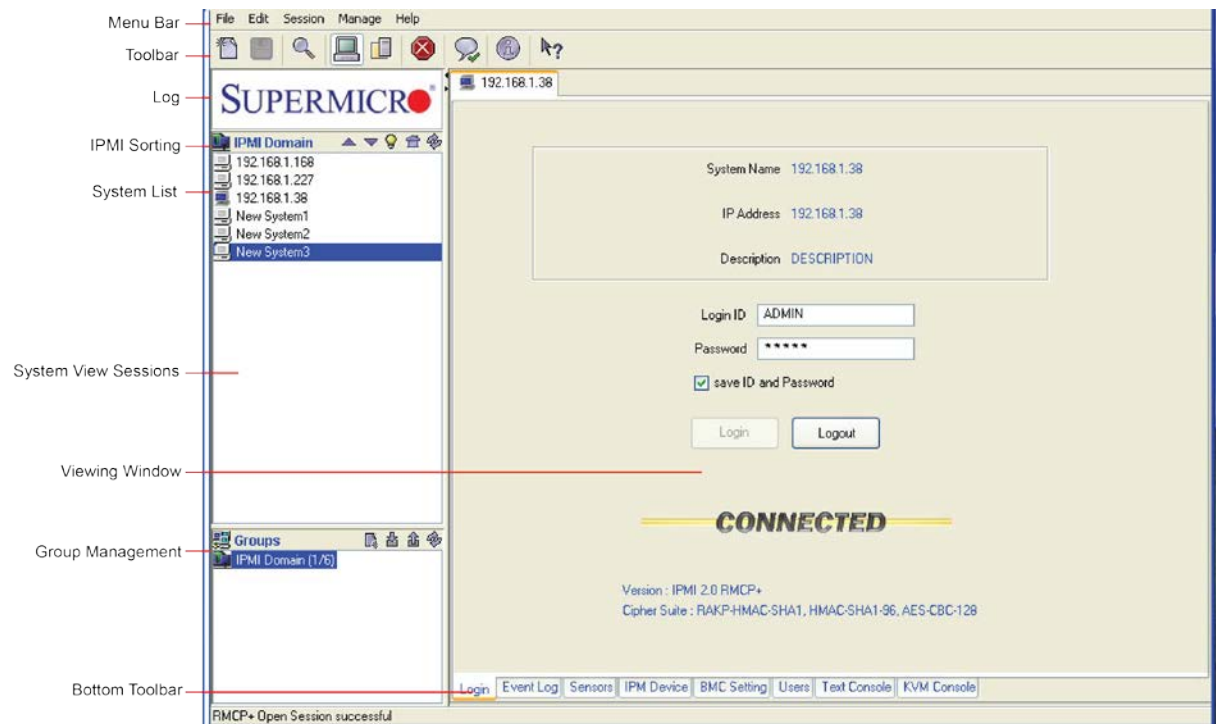 Menu Bar
File Edit Session Manage Help
Toolbar
Log
SUPERMICRO
192.168.1.38
IPMI Sorting
IPMI Domain
System List
192.168.1.168
192.168.1.227
192.168.1.38
New System1
New System2
New System3
System View Sessions
System Name 192.168.1.38
IP Address 192.168.1.38
Description DESCRIPTION
Login ID ADMIN
Password *****
save ID and Password
Login Logout
Viewing Window
CONNECTED
Group Management
Groups
IPMI Domain (1/6)
Version : IPMI 2.0 RMCP+
Cipher Suite : RAKP-HMAC-SHA1, HMAC-SHA1-96, AES-CBC-128
Bottom Toolbar
Login Event Log Sensors IPM Device BMC Setting Users Text Console KVM Console
RMCP+ Open Session successful